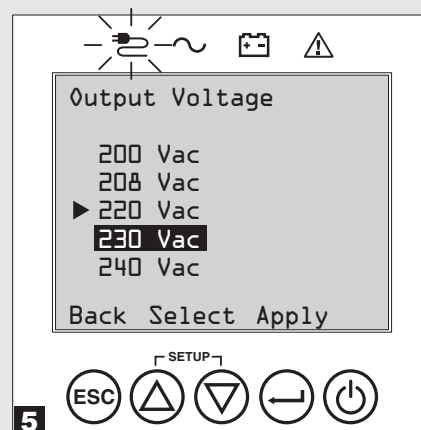 Output Voltage
200 Vac
208 Vac
▶ 220 Vac
230 Vac
240 Vac
Back Select Apply
SETUP
ESC
5